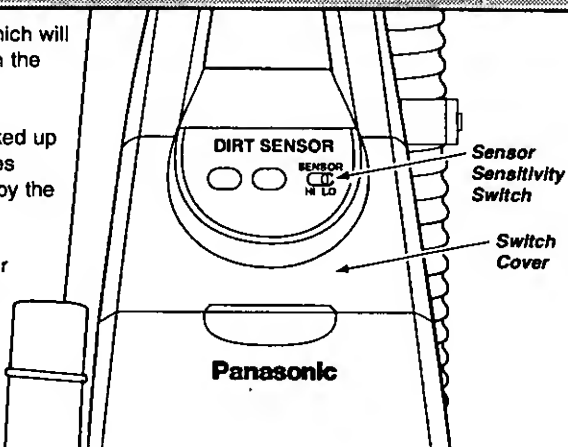 hich will
the
ked up
es
by the
r
DIRT SENSOR
SENSOR
HI LO
Sensor
Sensitivity
Switch
Switch
Cover
Panasonic